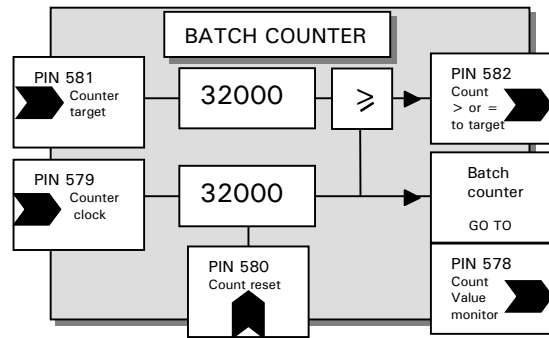 BATCH COUNTER
PIN 581
Counter
target
32000
≥
PIN 582
Count
> or =
to target
PIN 579
Counter
clock
32000
Batch
counter
GO TO
PIN 580
Count reset
PIN 578
Count
Value
monitor